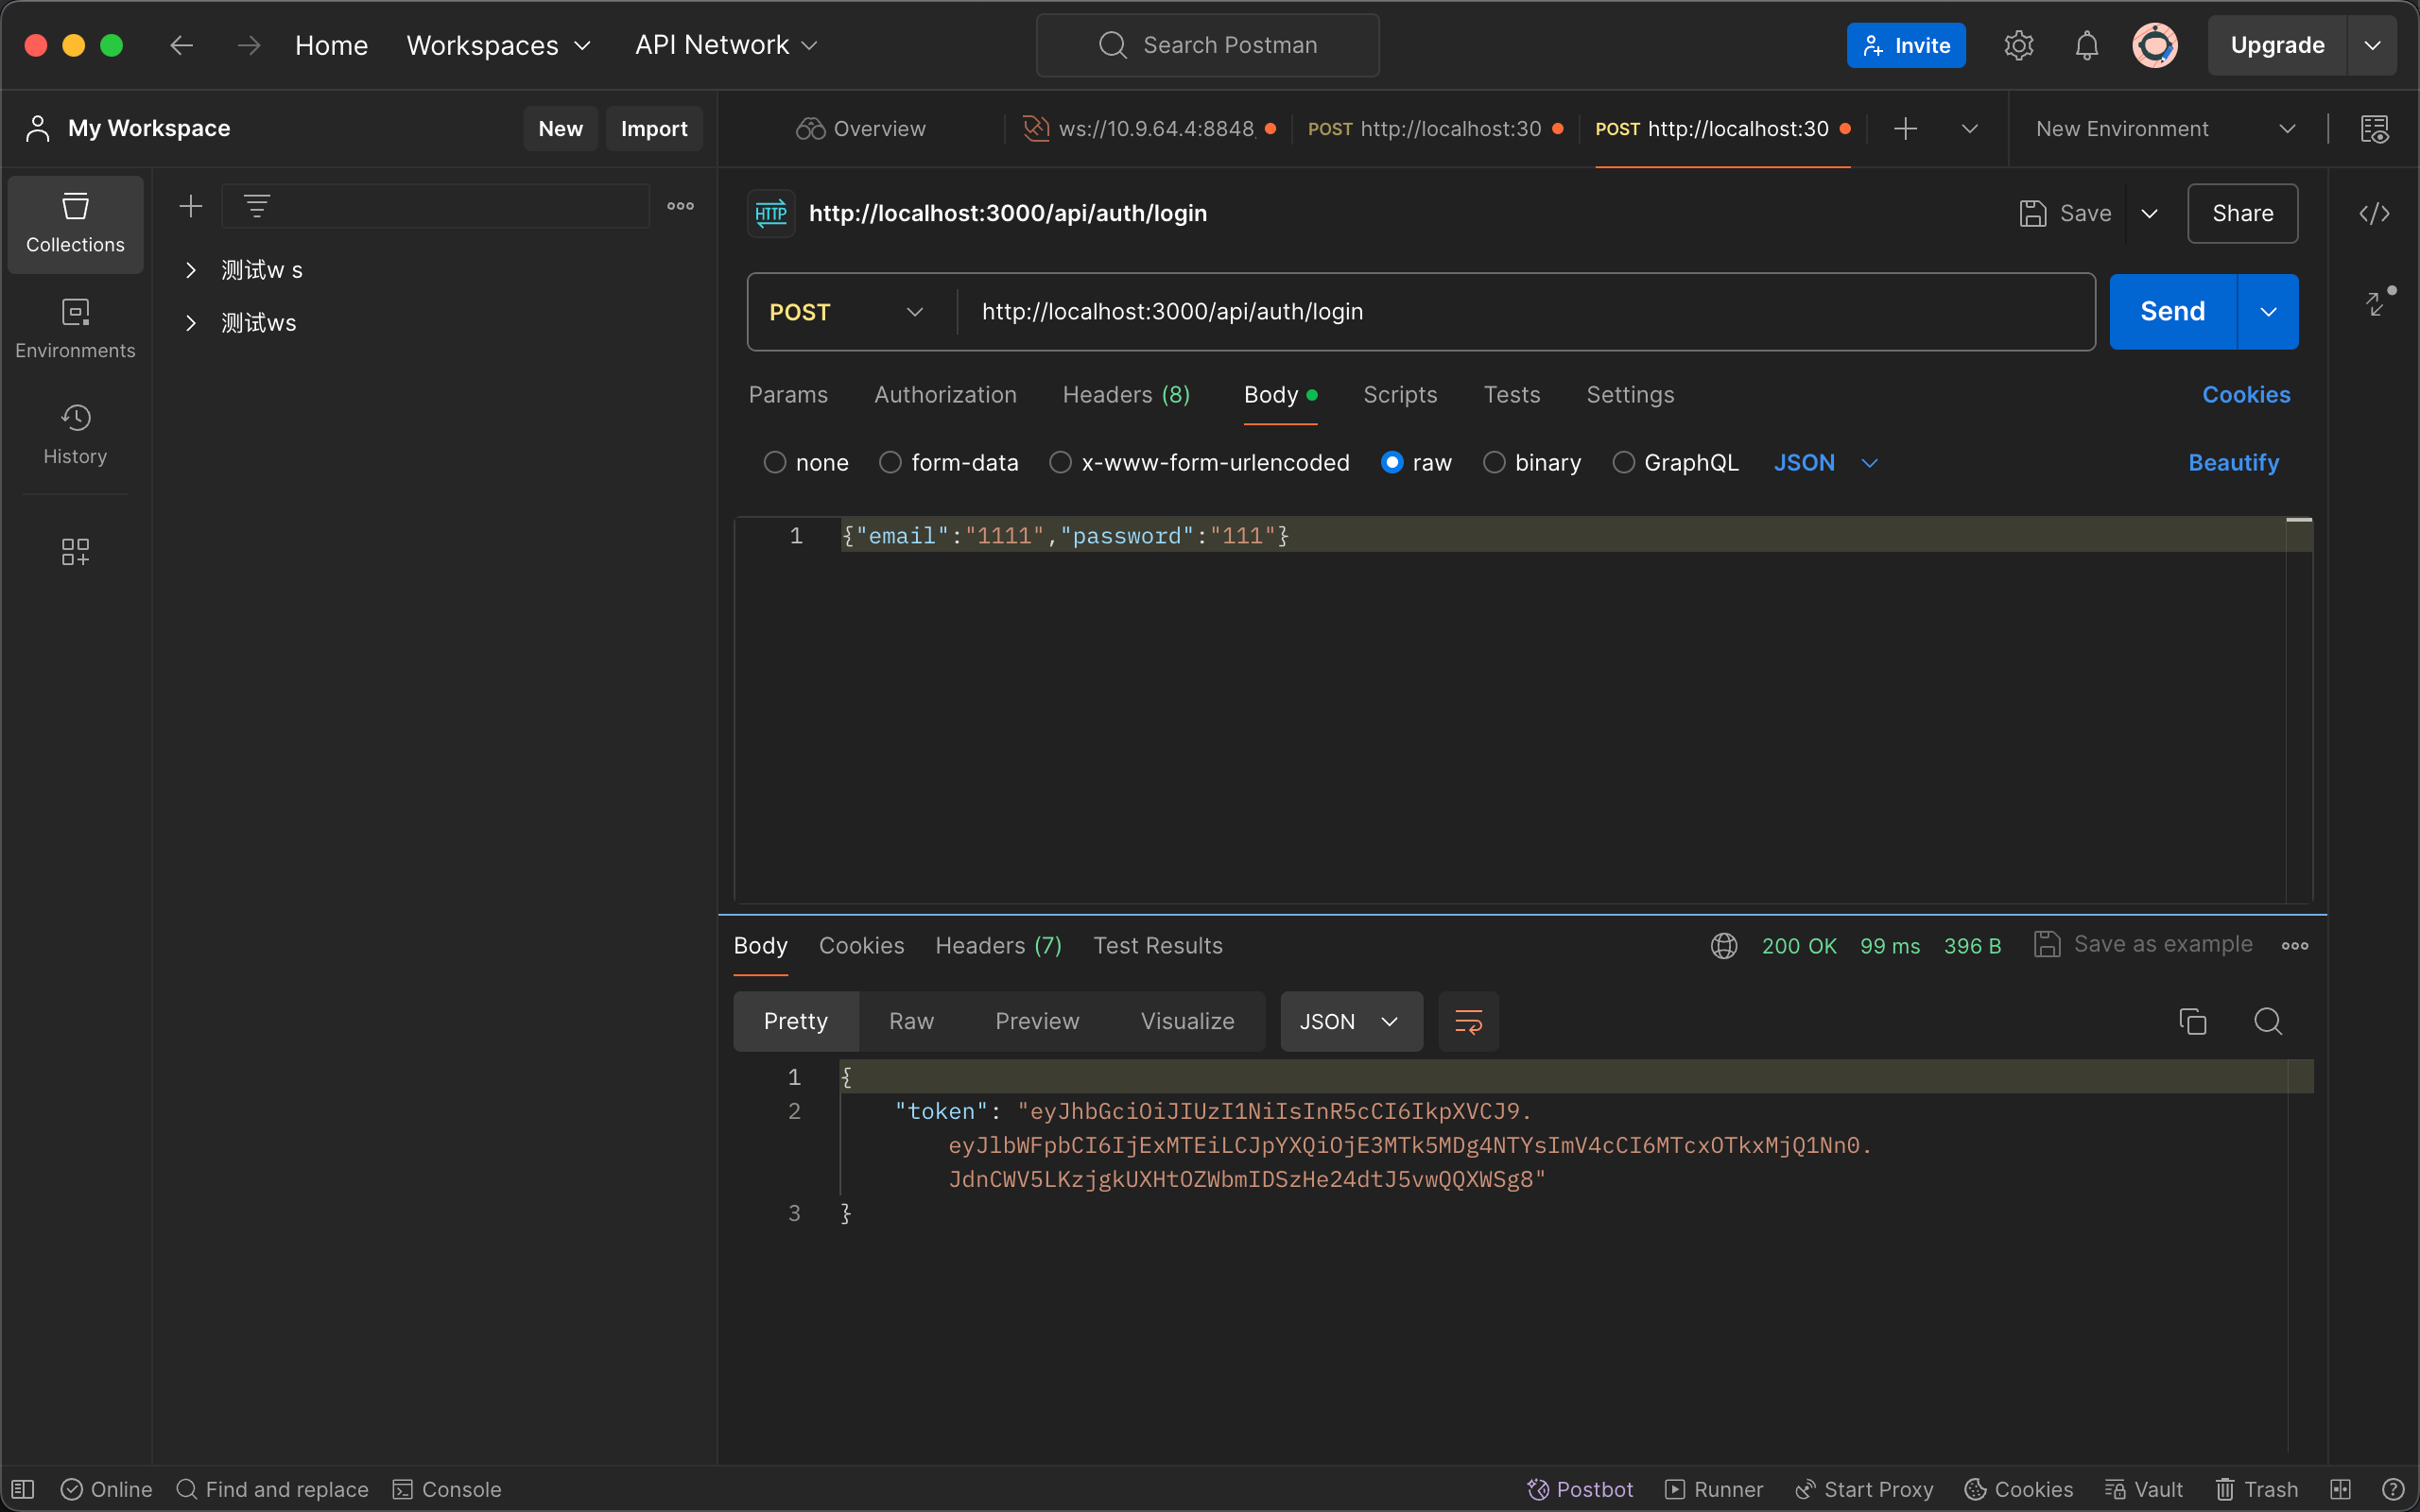 Home Workspaces API Network Search Postman Invite Upgrade
My Workspace New Import Overview ws://10.9.64.4:8848 POST http://localhost:30 POST http://localhost:30 New Environment
HTTP http://localhost:3000/api/auth/login Save Share
Collections
测试w s
测试ws
Environments
History
POST http://localhost:3000/api/auth/login Send
Params Authorization Headers (8) Body Scripts Tests Settings Cookies
none form-data x-www-form-urlencoded raw binary GraphQL JSON Beautify
1 {"email":"1111","password":"111"}
Body Cookies Headers (7) Test Results 200 OK 99 ms 396 B Save as example
Pretty Raw Preview Visualize JSON
1 {
2 "token": "eyJhbGciOiJIUzI1NiIsInR5cCI6IkpXVCJ9.
eyJlbWFpbCI6IjExMTEiLCJpYXQiOjE3MTk5MDg4NTYsImV4cCI6MTcxOTkxMjQ1Nn0.
JdnCWV5LKzjgkUXHtOZWbmIDSzHe24dtJ5vwQQXWSg8"
3 }
Online Find and replace Console Postbot Runner Start Proxy Cookies Vault Trash